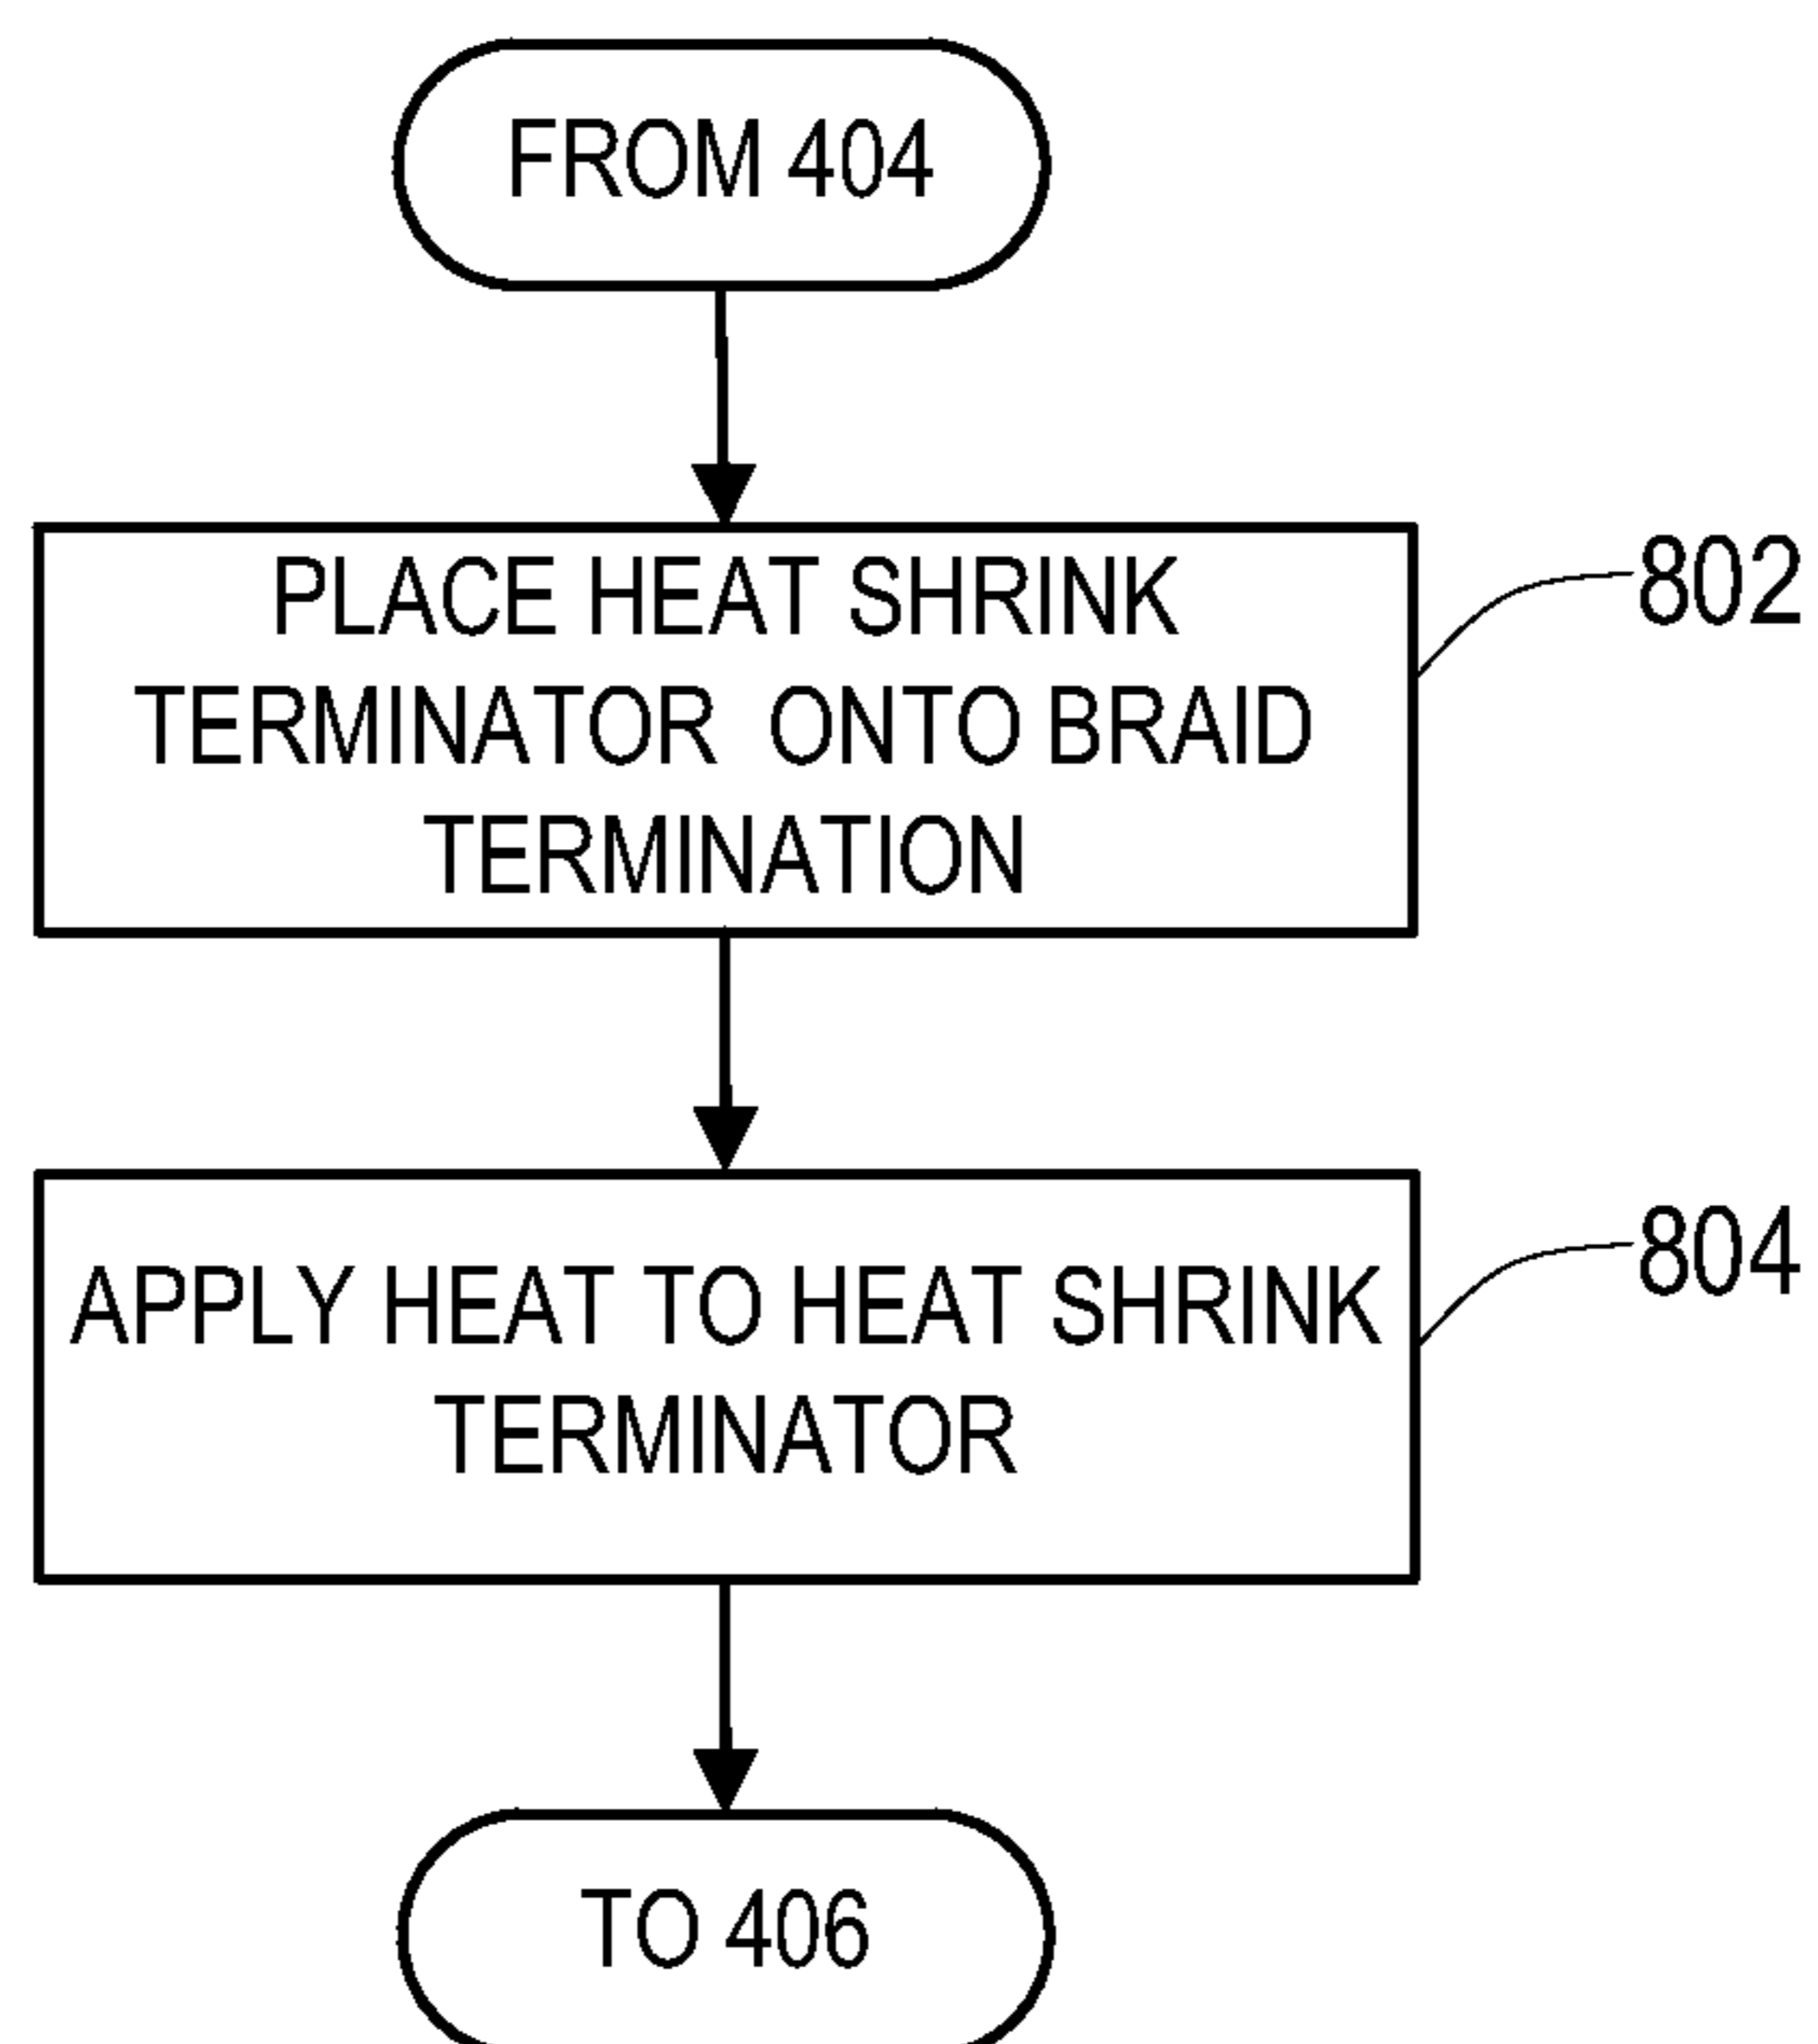 FROM 404
PLACE HEAT SHRINK
802
TERMINATOR ONTO BRAID
TERMINATION
APPLY HEAT TO HEAT SHRINK
804
TERMINATOR
TO 406